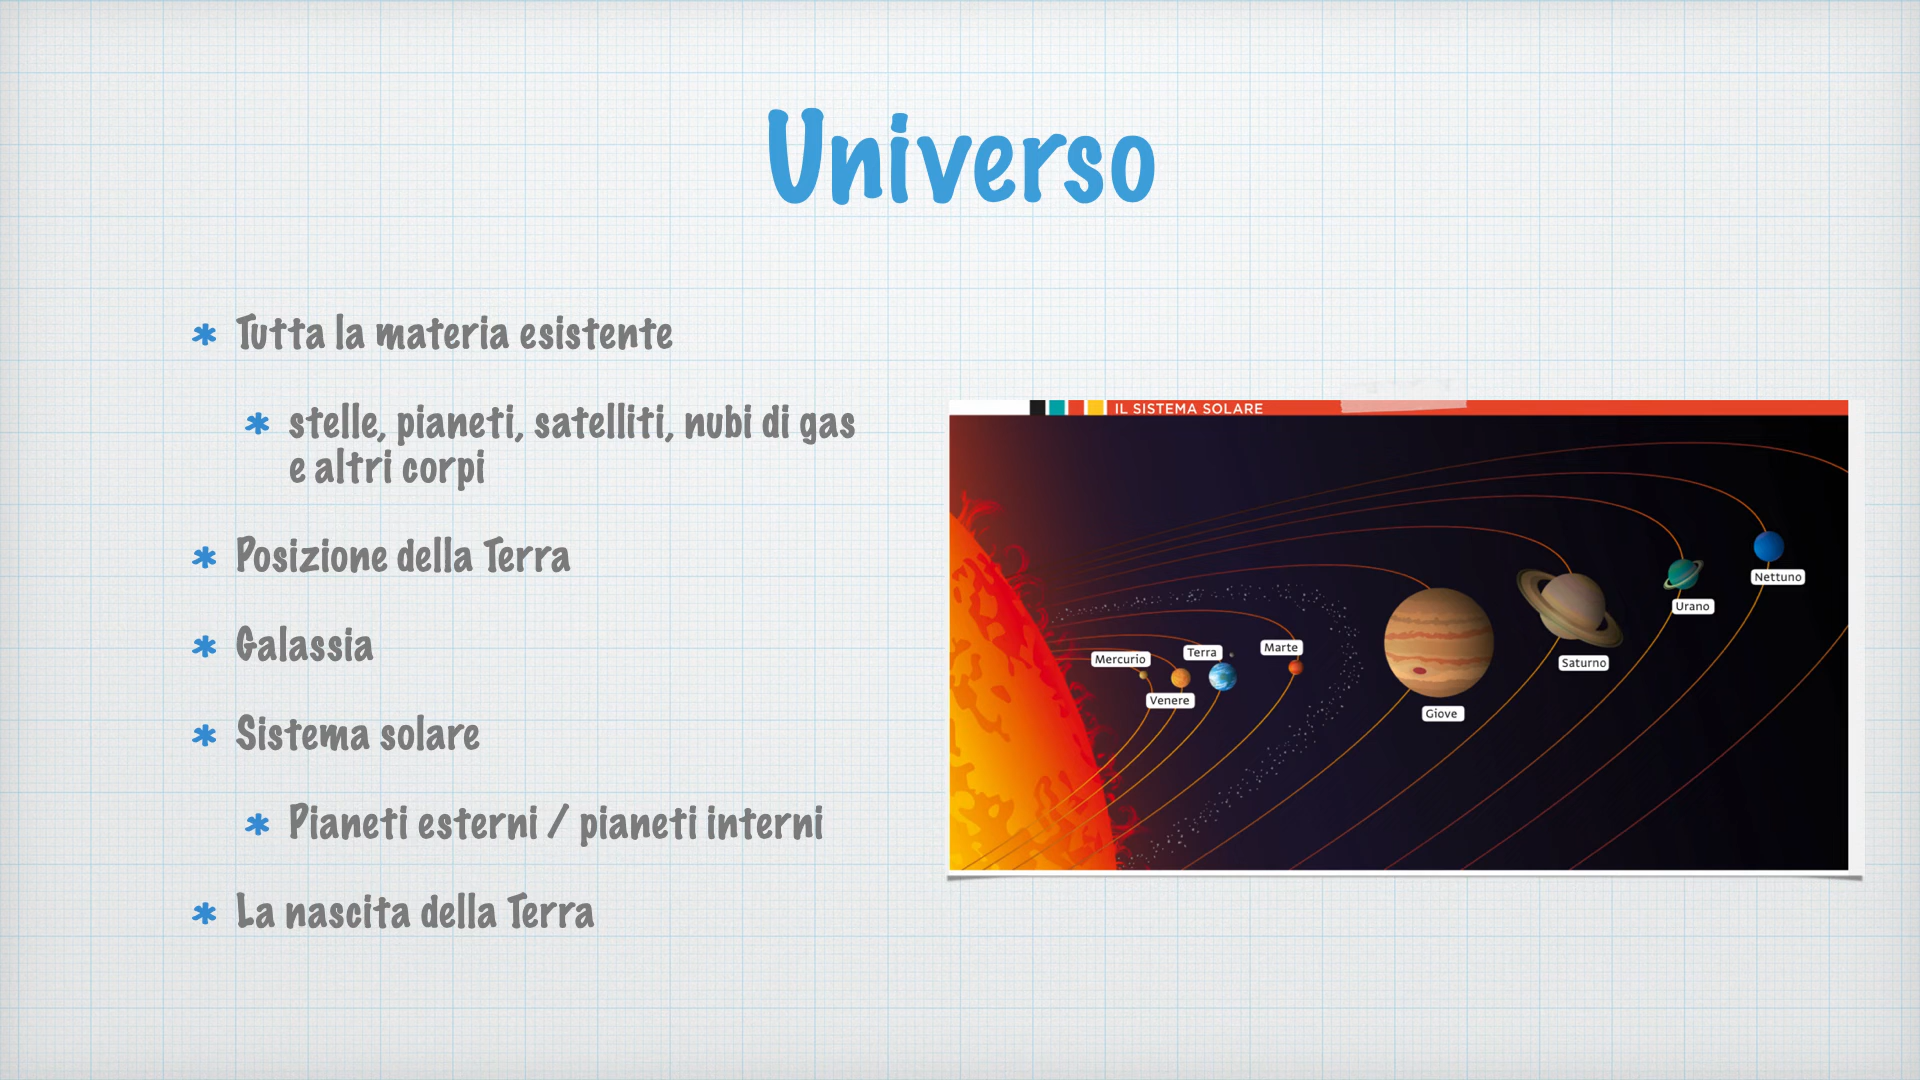 Universo
* Tutta la materia esistente
* stelle, pianeti, satelliti, nubi di gas
e altri corpi
* Posizione della Terra
* Galassia
* Sistema solare
* Pianeti esterni / pianeti interni
* La nascita della Terra
IL SISTEMA SOLARE
Mercurio
Venere
Terra
Marte
Giove
Saturno
Urano
Nettuno